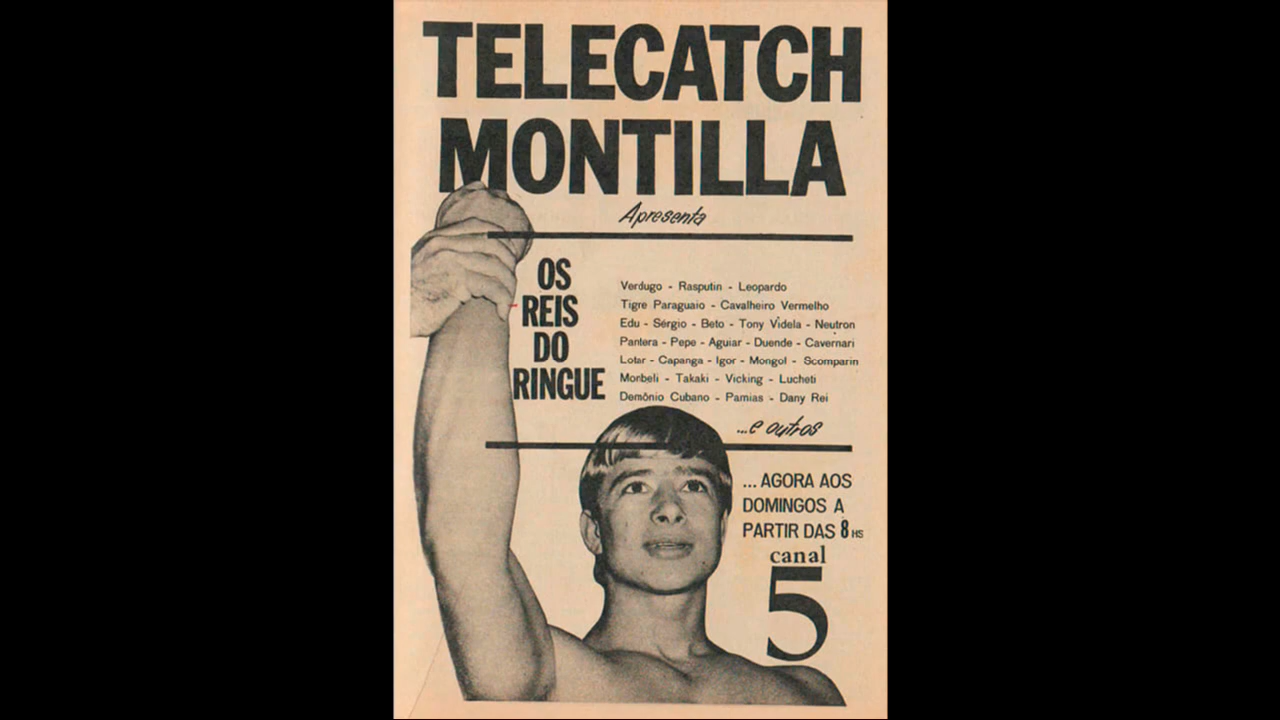 TELECATCH
MONTILLA
Apresenta
OS
REIS
DO
RINGUE
Verdugo - Rasputin - Leopardo
Tigre Paraguaio - Cavalheiro Vermelho
Edu - Sérgio - Beto - Tony Videla - Neutron
Pantera - Pepe - Aguiar - Duende - Cavernari
Lotar - Capanga - Igor - Mongol - Scomparin
Monbeli - Takaki - Vicking - Lucheti
Demônio Cubano - Pamias - Dany Rei
...e outros
... AGORA AOS
DOMINGOS A
PARTIR DAS 8 HS
canal
5